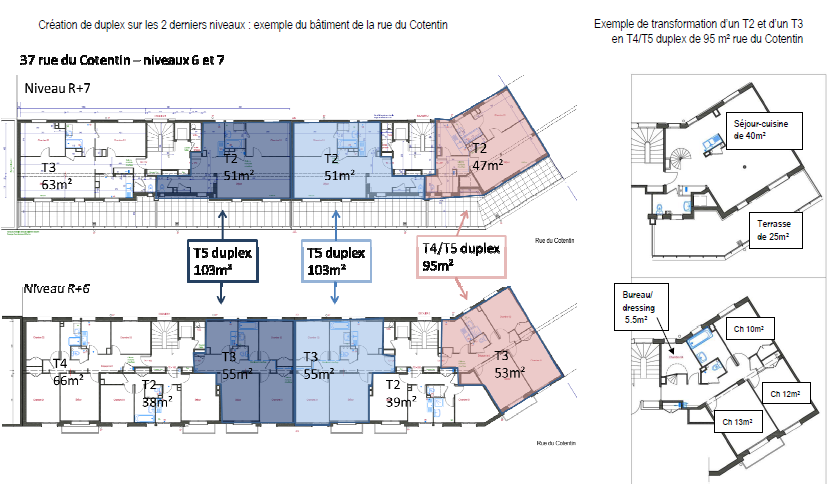 Création de duplex sur les 2 derniers niveaux : exemple du bâtiment de la rue du Cotentin
Exemple de transformation d'un T2 et d'un T3
en T4/T5 duplex de 95 m² rue du Cotentin
37 rue du Cotentin – niveaux 6 et 7
Niveau R+7
T3
63m²
T2
51m²
T2
51m²
T2
47m²
Rue du Cotentin
T5 duplex
103m²
T5 duplex
103m²
T4/T5 duplex
95m²
Niveau R+6
T4
66m²
T2
38m²
T3
55m²
T3
55m²
T2
39m²
T3
53m²
Rue du Cotentin
Séjour-cuisine
de 40m²
Terrasse
de 25m²
Bureau/
dressing
5.5m²
Ch 10m²
Ch 12m²
Ch 13m²